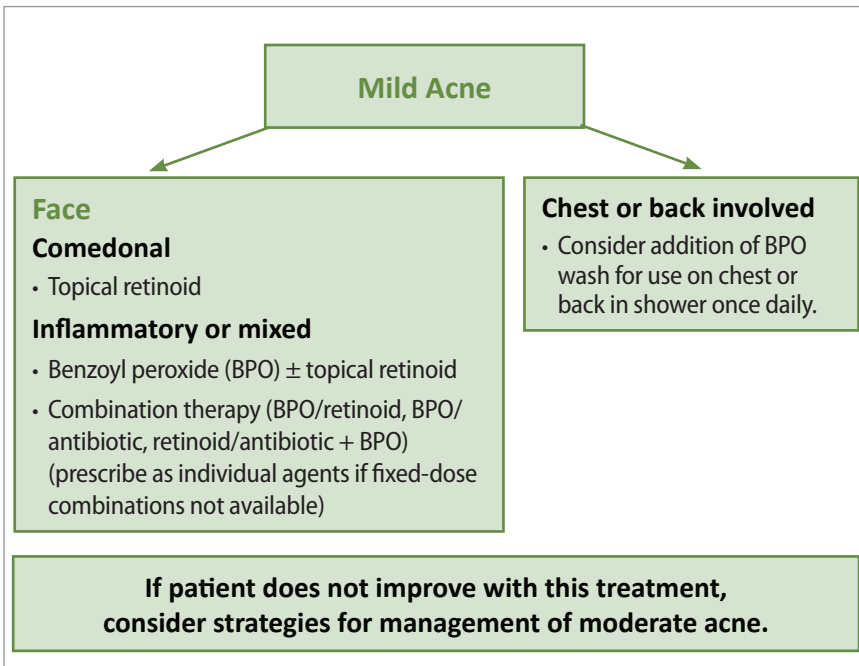 Mild Acne
Face
Comedonal
• Topical retinoid
Inflammatory or mixed
• Benzoyl peroxide (BPO) ± topical retinoid
• Combination therapy (BPO/retinoid, BPO/
antibiotic, retinoid/antibiotic + BPO)
(prescribe as individual agents if fixed-dose
combinations not available)
Chest or back involved
• Consider addition of BPO
wash for use on chest or
back in shower once daily.
If patient does not improve with this treatment,
consider strategies for management of moderate acne.